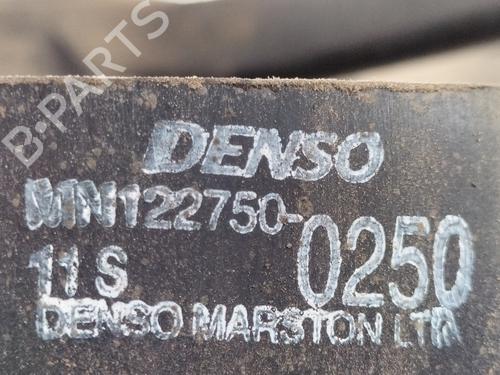 B-PARTS
DENSO
MN122750-0250
11 S
DENSO MARSTON LTD